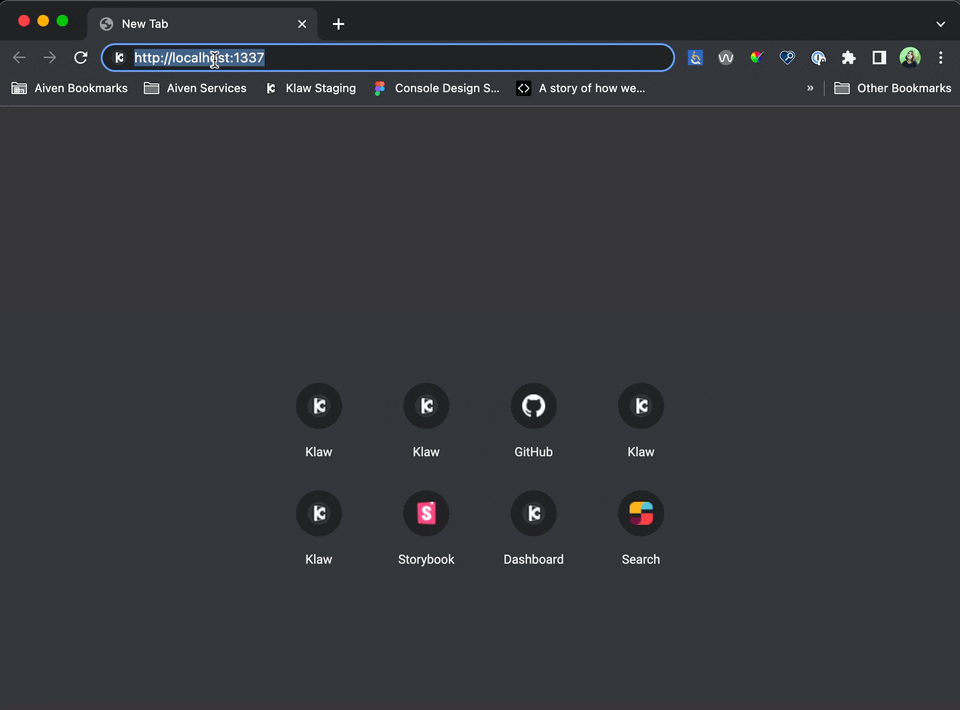 New Tab
http://localhost:1337
Aiven Bookmarks Aiven Services Klaw Staging Console Design S... A story of how we... » Other Bookmarks
Klaw Klaw GitHub Klaw
Klaw Storybook Dashboard Search